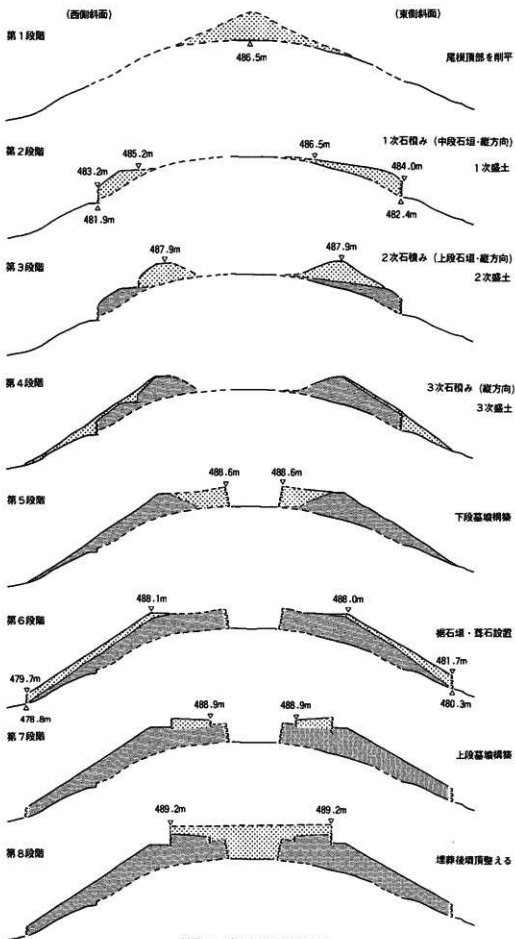 (西側斜面)
(東側斜面)
第1段階
486.5m
尾根頂部を削平
第2段階
483.2m
485.2m
481.9m
486.5m
484.0m
482.4m
1次石積み(中段石垣・縦方向)
1次盛土
第3段階
487.9m
487.9m
2次石積み(上段石垣・縦方向)
2次盛土
第4段階
3次石積み(縦方向)
3次盛土
第5段階
488.6m
488.6m
下段墓壙構築
第6段階
488.1m
488.0m
479.7m
478.8m
481.7m
480.3m
裾石垣・葺石設置
第7段階
488.9m
488.9m
上段墓壙構築
第8段階
489.2m
489.2m
埋葬後墳頂整える